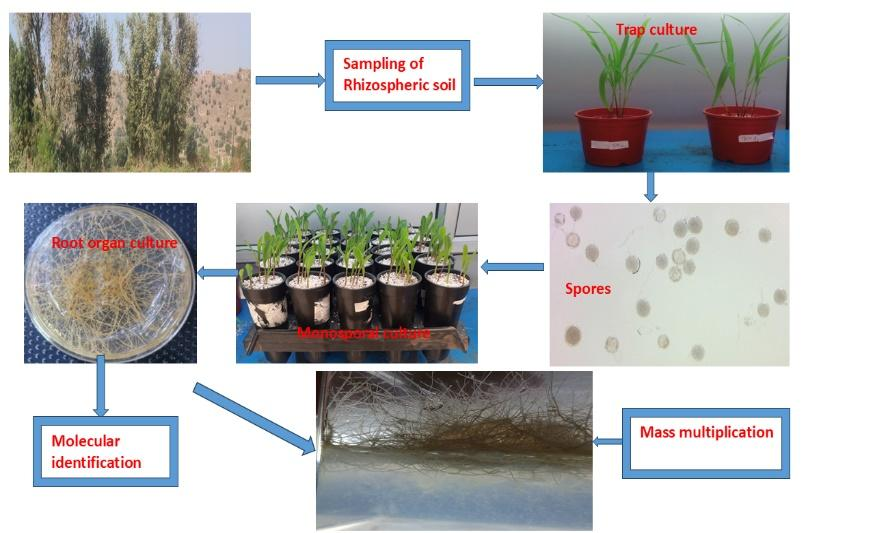 Sampling of
Rhizospheric soil
Trap culture
Root organ culture
Monosporal culture
Spores
Molecular
identification
Mass multiplication